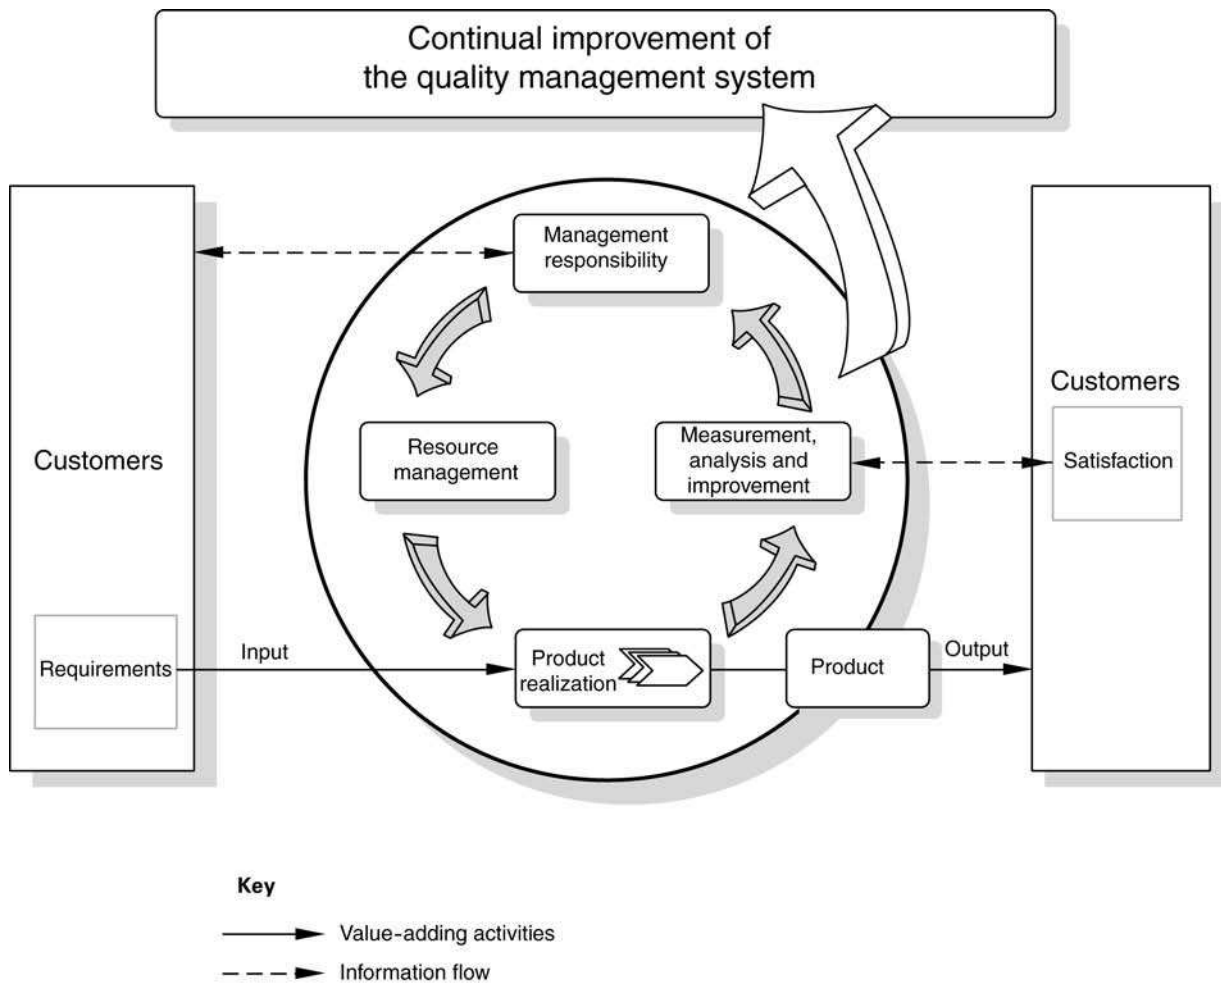 Continual improvement of
the quality management system
Management
responsibility
Customers
Resource
management
Measurement,
analysis and
improvement
Customers
Satisfaction
Requirements
Input
Product
realization
Product
Output
Key
Value-adding activities
Information flow